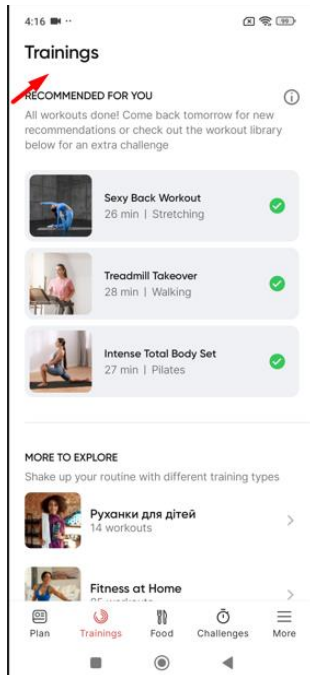 4:16
99
Trainings
RECOMMENDED FOR YOU
All workouts done! Come back tomorrow for new
recommendations or check out the workout library
below for an extra challenge
Sexy Back Workout
26 min | Stretching
Treadmill Takeover
28 min | Walking
Intense Total Body Set
27 min | Pilates
MORE TO EXPLORE
Shake up your routine with different training types
Руханки для дітей
14 workouts
Fitness at Home
Plan Trainings Food Challenges More